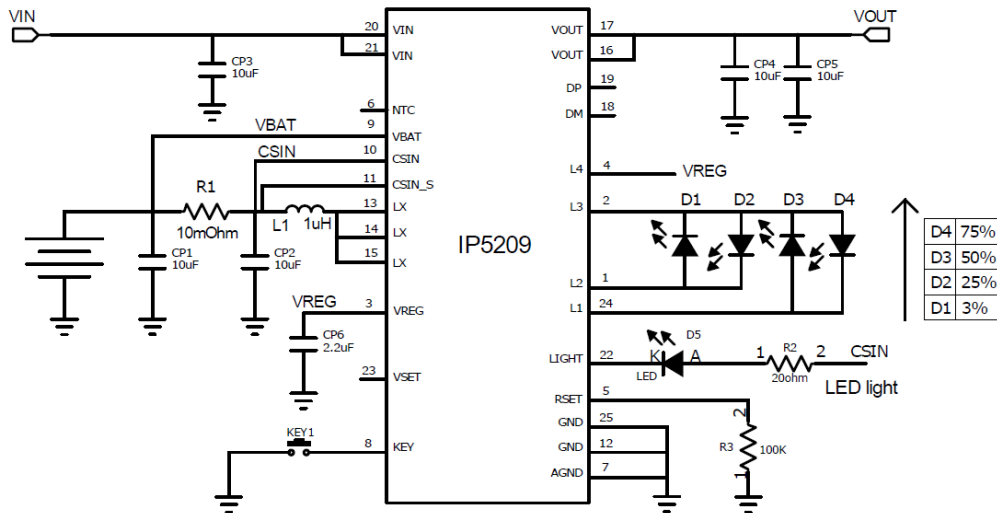 VIN
20
VIN
21
VIN
CP3
10uF
6
NTC
VBAT
9
VBAT
CSIN
10
CSIN
11
CSIN_S
R1
10mOhm
L1
1uH
13
LX
14
LX
15
LX
CP1
10uF
CP2
10uF
VREG
3
VREG
CP6
2.2uF
23
VSET
KEY1
8
KEY
IP5209
VOUT
17
VOUT
VOUT
16
CP4
10uF
CP5
10uF
DP
19
DM
18
L4
4
VREG
L3
2
D1
D2
D3
D4
L2
1
L1
24
D4 75%
D3 50%
D2 25%
D1 3%
LIGHT
22
K
A
D5
LED
1
R2
2
20ohm
CSIN
LED light
RSET
5
GND
25
GND
12
AGND
7
2
R3
100K
1